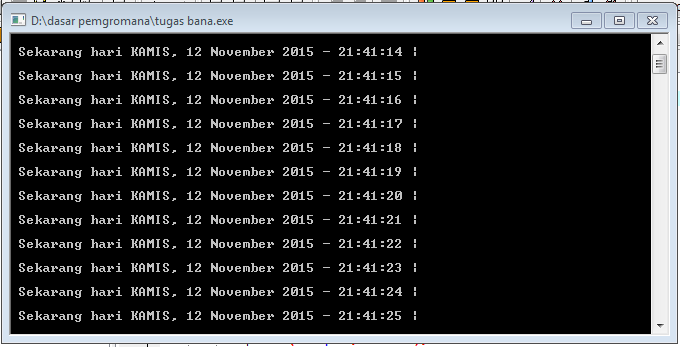 D:\dasar pemgromana\tugas bana.exe
Sekarang hari KAMIS, 12 November 2015 - 21:41:14 ¦
Sekarang hari KAMIS, 12 November 2015 - 21:41:15 ¦
Sekarang hari KAMIS, 12 November 2015 - 21:41:16 ¦
Sekarang hari KAMIS, 12 November 2015 - 21:41:17 ¦
Sekarang hari KAMIS, 12 November 2015 - 21:41:18 ¦
Sekarang hari KAMIS, 12 November 2015 - 21:41:19 ¦
Sekarang hari KAMIS, 12 November 2015 - 21:41:20 ¦
Sekarang hari KAMIS, 12 November 2015 - 21:41:21 ¦
Sekarang hari KAMIS, 12 November 2015 - 21:41:22 ¦
Sekarang hari KAMIS, 12 November 2015 - 21:41:23 ¦
Sekarang hari KAMIS, 12 November 2015 - 21:41:24 ¦
Sekarang hari KAMIS, 12 November 2015 - 21:41:25 ¦